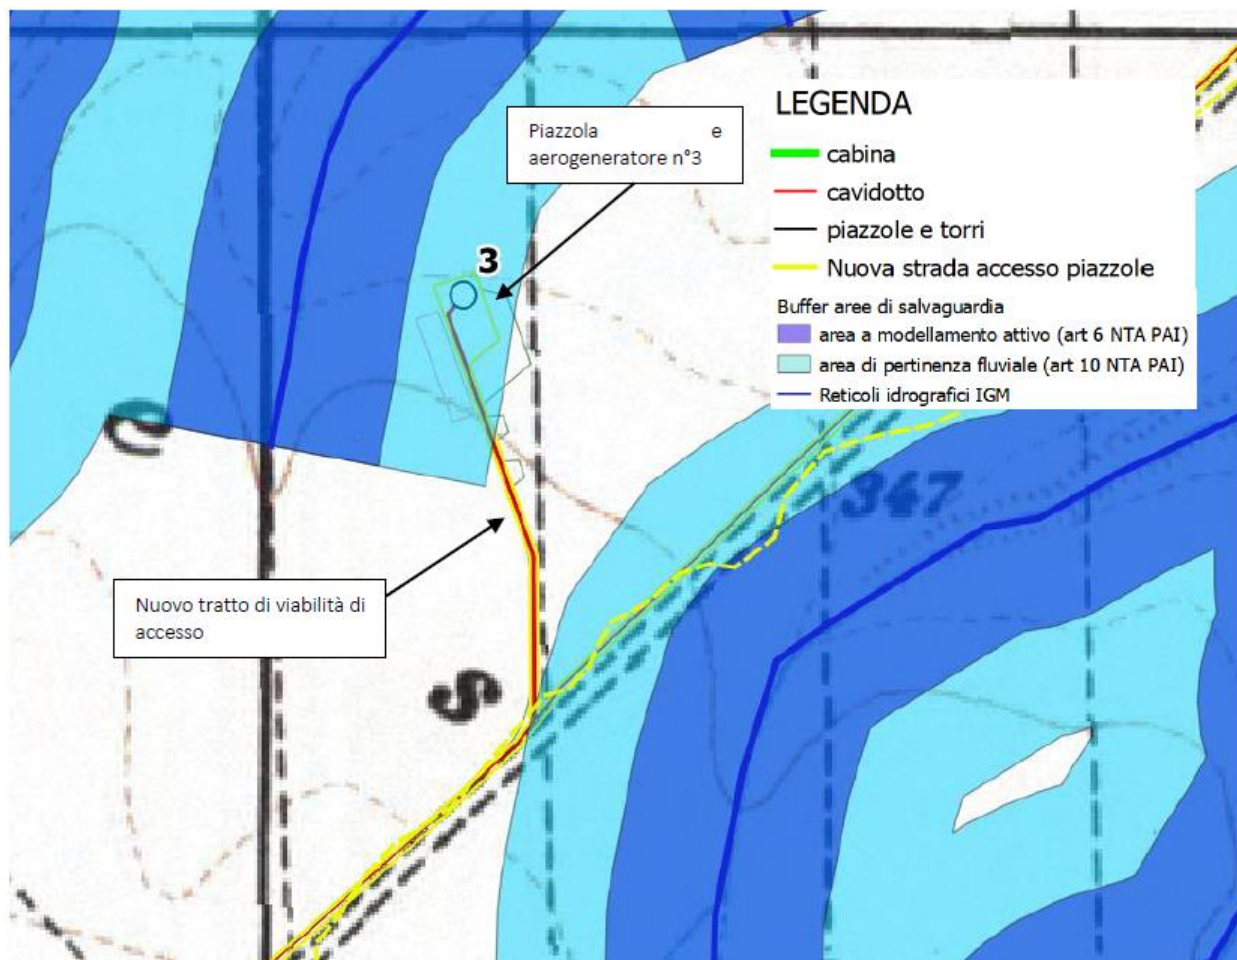 LEGENDA
cabina
cavidotto
piazzole e torri
Nuova strada accesso piazzole
Buffer aree di salvaguardia
area a modellamento attivo (art 6 NTA PAI)
area di pertinenza fluviale (art 10 NTA PAI)
Reticoli idrografici IGM
Piazzola e
aerogeneratore n°3
3
347
Nuovo tratto di viabilità di
accesso
s